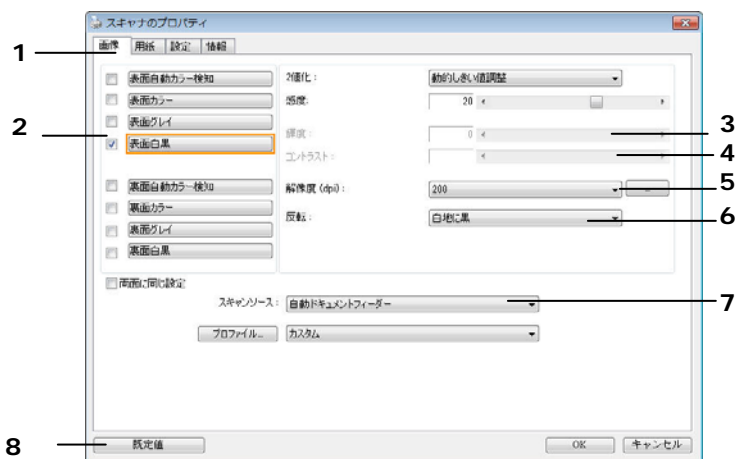 スキャナのプロパティ
画像 用紙 設定 情報
1
表面自動カラー検知
表面カラー
表面グレイ
表面白黒
2
裏面自動カラー検知
裏面カラー
裏面グレイ
裏面白黒
2値化: 動的しきい値調整
感度: 20
輝度: 0
3
コントラスト:
4
解像度 (dpi): 200
5
反転: 白地に黒
6
両面に同じ設定
スキャンソース: 自動ドキュメントフィーダー
7
プロファイル... カスタム
8
既定値 OK キャンセル